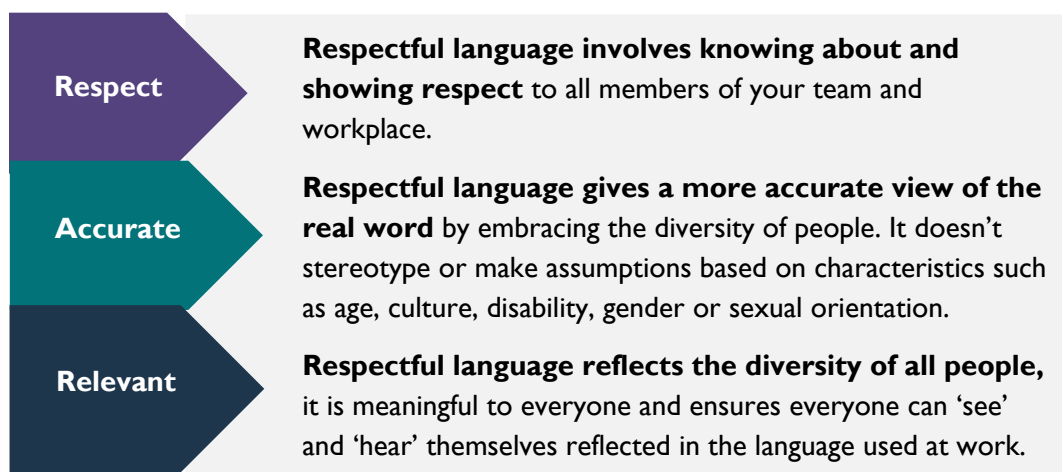 Respect
Respectful language involves knowing about and
showing respect to all members of your team and
workplace.
Accurate
Respectful language gives a more accurate view of the
real word by embracing the diversity of people. It doesn’t
stereotype or make assumptions based on characteristics such
as age, culture, disability, gender or sexual orientation.
Relevant
Respectful language reflects the diversity of all people,
it is meaningful to everyone and ensures everyone can ‘see’
and ‘hear’ themselves reflected in the language used at work.